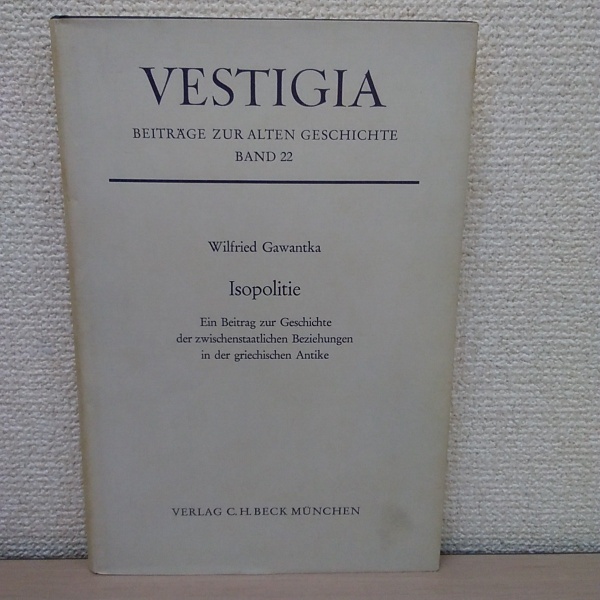 VESTIGIA
BEITRÄGE ZUR ALTEN GESCHICHTE
BAND 22
Wilfried Gawantka
Isopolitie
Ein Beitrag zur Geschichte
der zwischenstaatlichen Beziehungen
in der griechischen Antike
VERLAG C.H.BECK MÜNCHEN